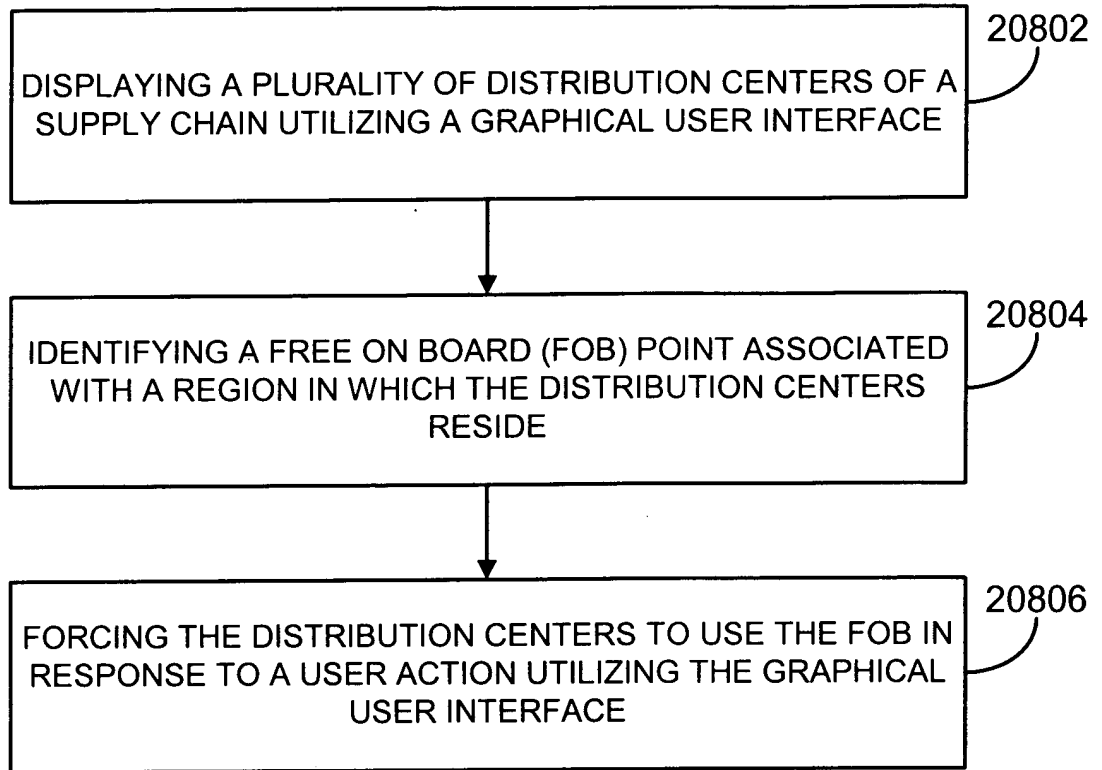 20802
DISPLAYING A PLURALITY OF DISTRIBUTION CENTERS OF A
SUPPLY CHAIN UTILIZING A GRAPHICAL USER INTERFACE
20804
IDENTIFYING A FREE ON BOARD (FOB) POINT ASSOCIATED
WITH A REGION IN WHICH THE DISTRIBUTION CENTERS
RESIDE
20806
FORCING THE DISTRIBUTION CENTERS TO USE THE FOB IN
RESPONSE TO A USER ACTION UTILIZING THE GRAPHICAL
USER INTERFACE